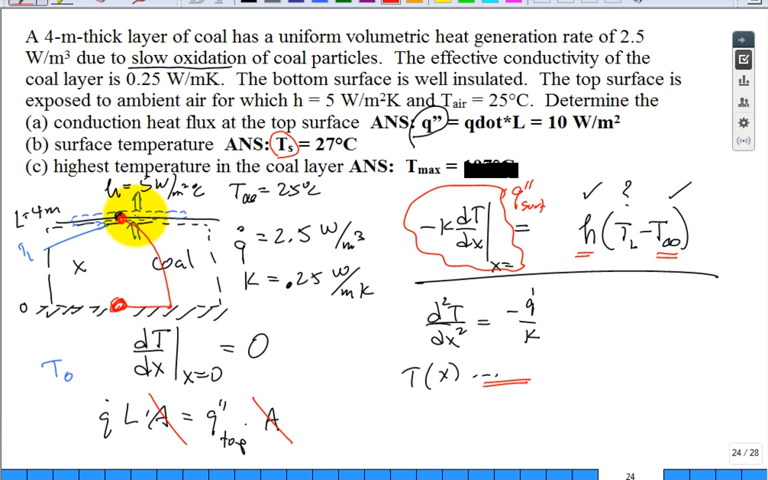 A 4-m-thick layer of coal has a uniform volumetric heat generation rate of 2.5
W/m³ due to slow oxidation of coal particles. The effective conductivity of the
coal layer is 0.25 W/mK. The bottom surface is well insulated. The top surface is
exposed to ambient air for which h = 5 W/m²K and Tair = 25°C. Determine the
(a) conduction heat flux at the top surface ANS: q” = qdot*L = 10 W/m²
(b) surface temperature ANS: Ts = 27°C
(c) highest temperature in the coal layer ANS: Tmax =
h = 5 W/m²c T∞ = 25°c
L=4m
q̇ = 2.5 W/m³
x coal
k = .25 W/mK
0
dT/dx |x=0 = 0
To
q̇ L·A = q"top · A
-k dT/dx |x= = h (TL - T∞)
q"surf
✓ ? ✓
d²T/dx² = -q̇/k
T(x) ...
24 / 28
24